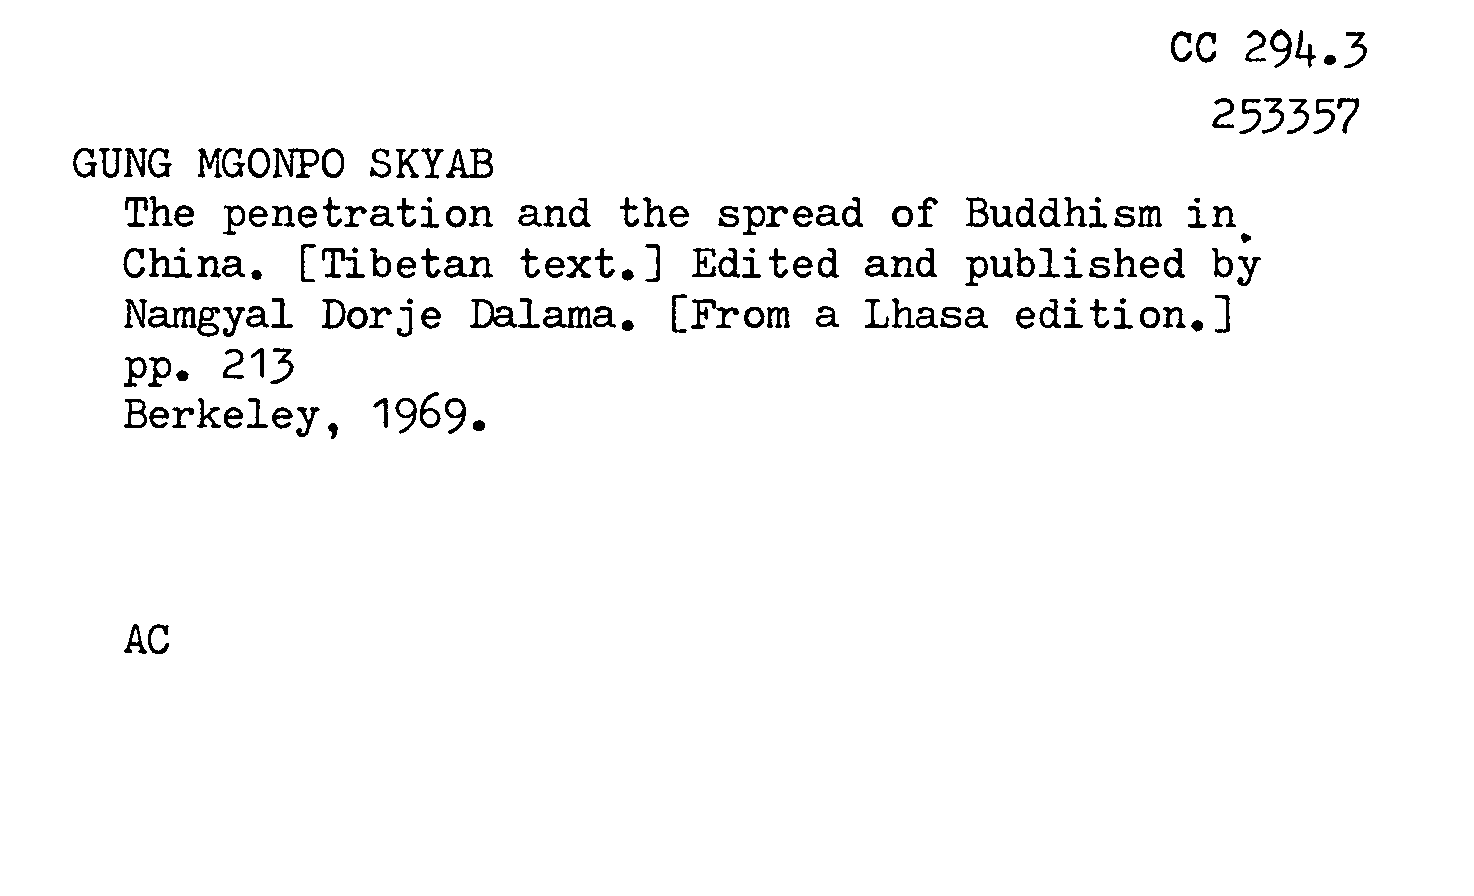 CC 294.3
253357
GUNG MGONPO SKYAB
The penetration and the spread of Buddhism in
China. [Tibetan text.] Edited and published by
Namgyal Dorje Dalama. [From a Lhasa edition.]
pp. 213
Berkeley, 1969.
AC